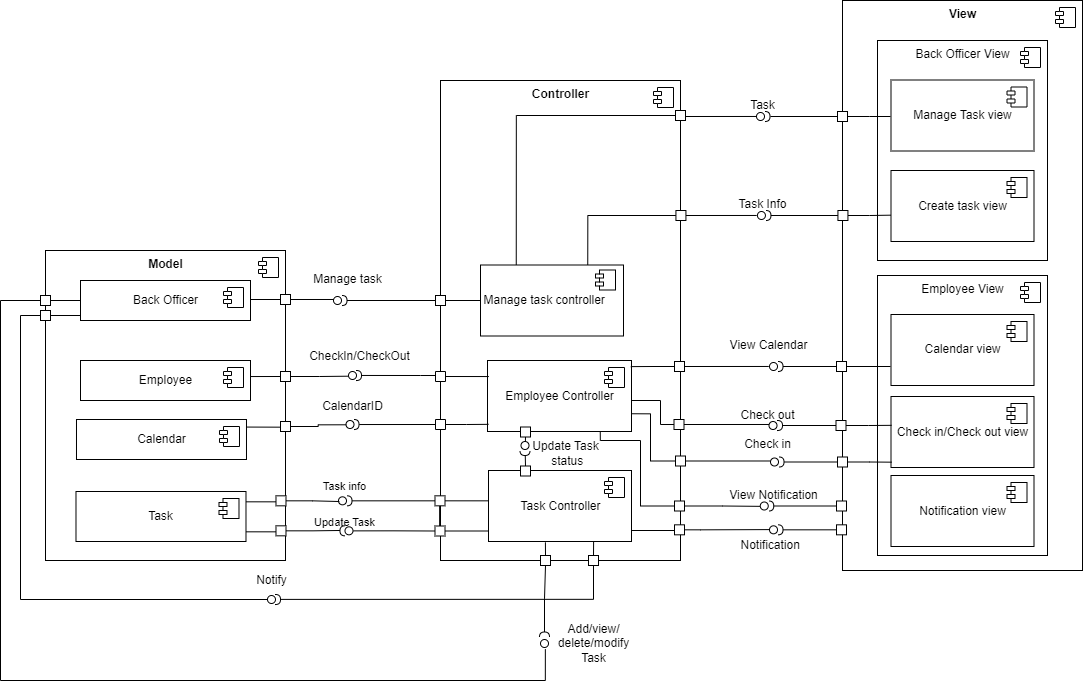 View
Back Officer View
Manage Task view
Create task view
Controller
Task
Task Info
Model
Back Officer
Manage task
Manage task controller
Employee View
Calendar view
View Calendar
CheckIn/CheckOut
Employee
Employee Controller
CalendarID
Check out
Check in/Check out view
Calendar
Check in
Update Task
status
Task info
Task
Update Task
Task Controller
View Notification
Notification view
Notification
Notify
Add/view/
delete/modify
Task